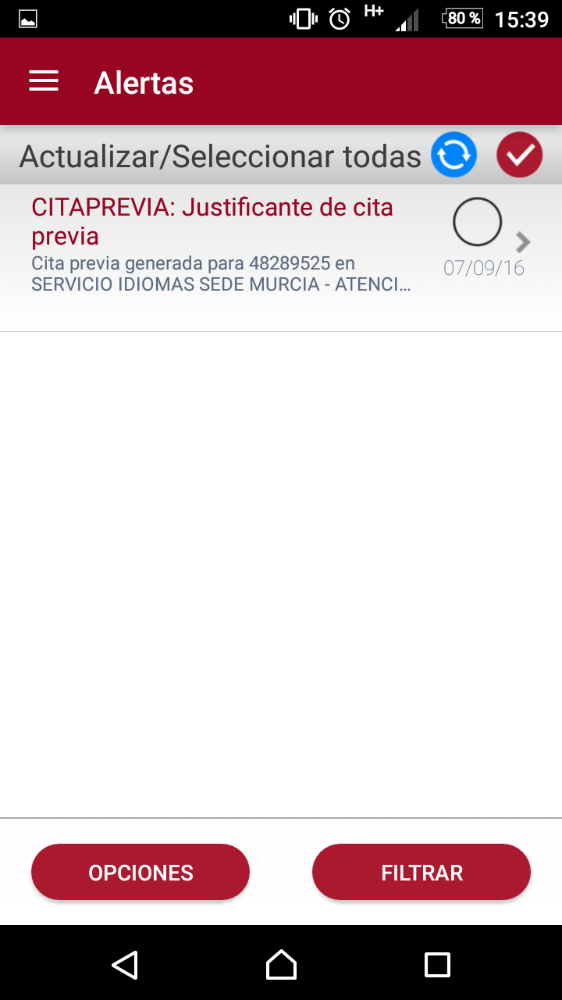 H+ 80 % 15:39
Alertas
Actualizar/Seleccionar todas
CITAPREVIA: Justificante de cita
previa
Cita previa generada para 48289525 en
SERVICIO IDIOMAS SEDE MURCIA - ATENCI...
07/09/16
OPCIONES
FILTRAR